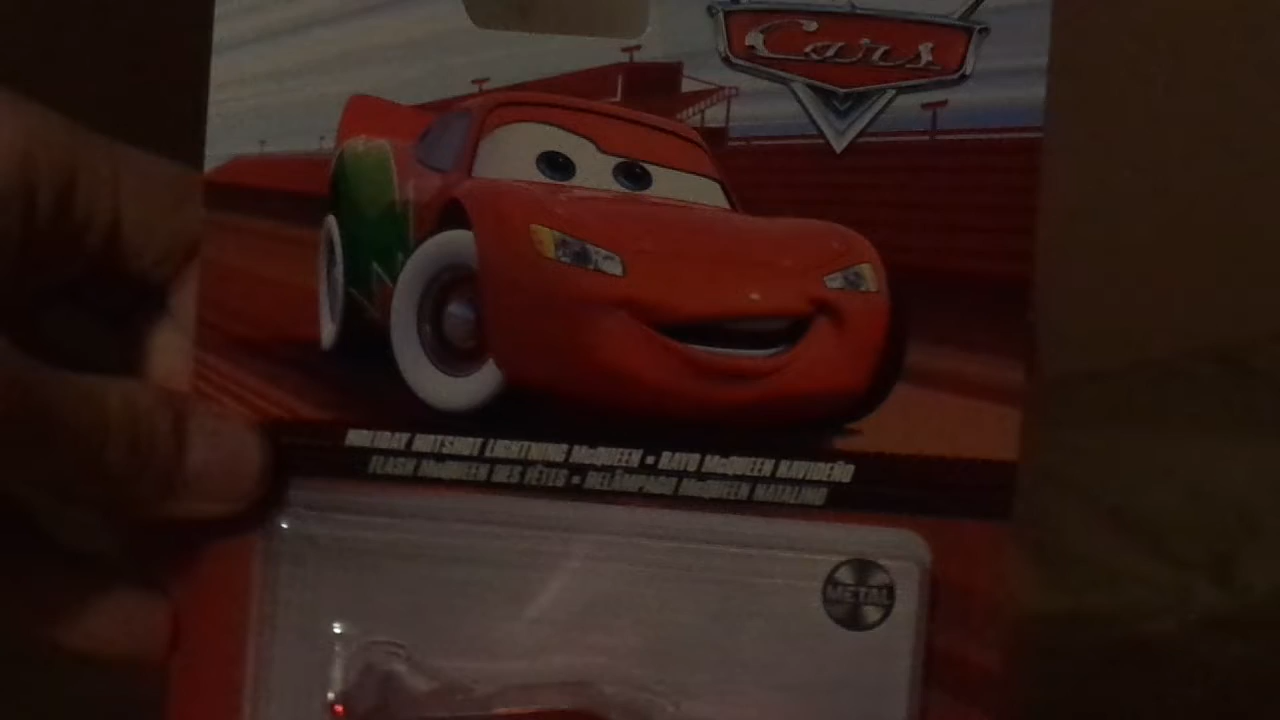 Cars
HOLIDAY HOTSHOT LIGHTNING McQUEEN • RAYO McQUEEN NAVIDEÑO
FLASH McQUEEN DES FÊTES • RELÂMPAGO McQUEEN NATALINO
METAL